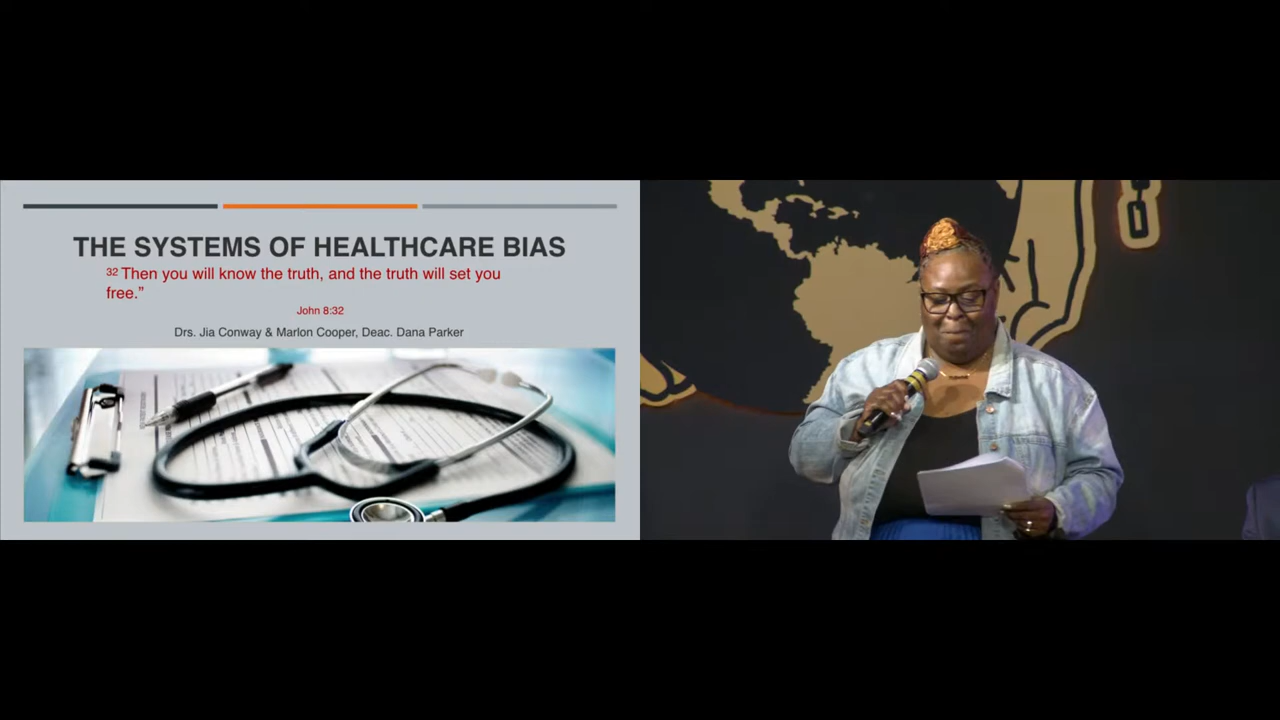 THE SYSTEMS OF HEALTHCARE BIAS
32 Then you will know the truth, and the truth will set you
free.”
John 8:32
Drs. Jia Conway & Marlon Cooper, Deac. Dana Parker